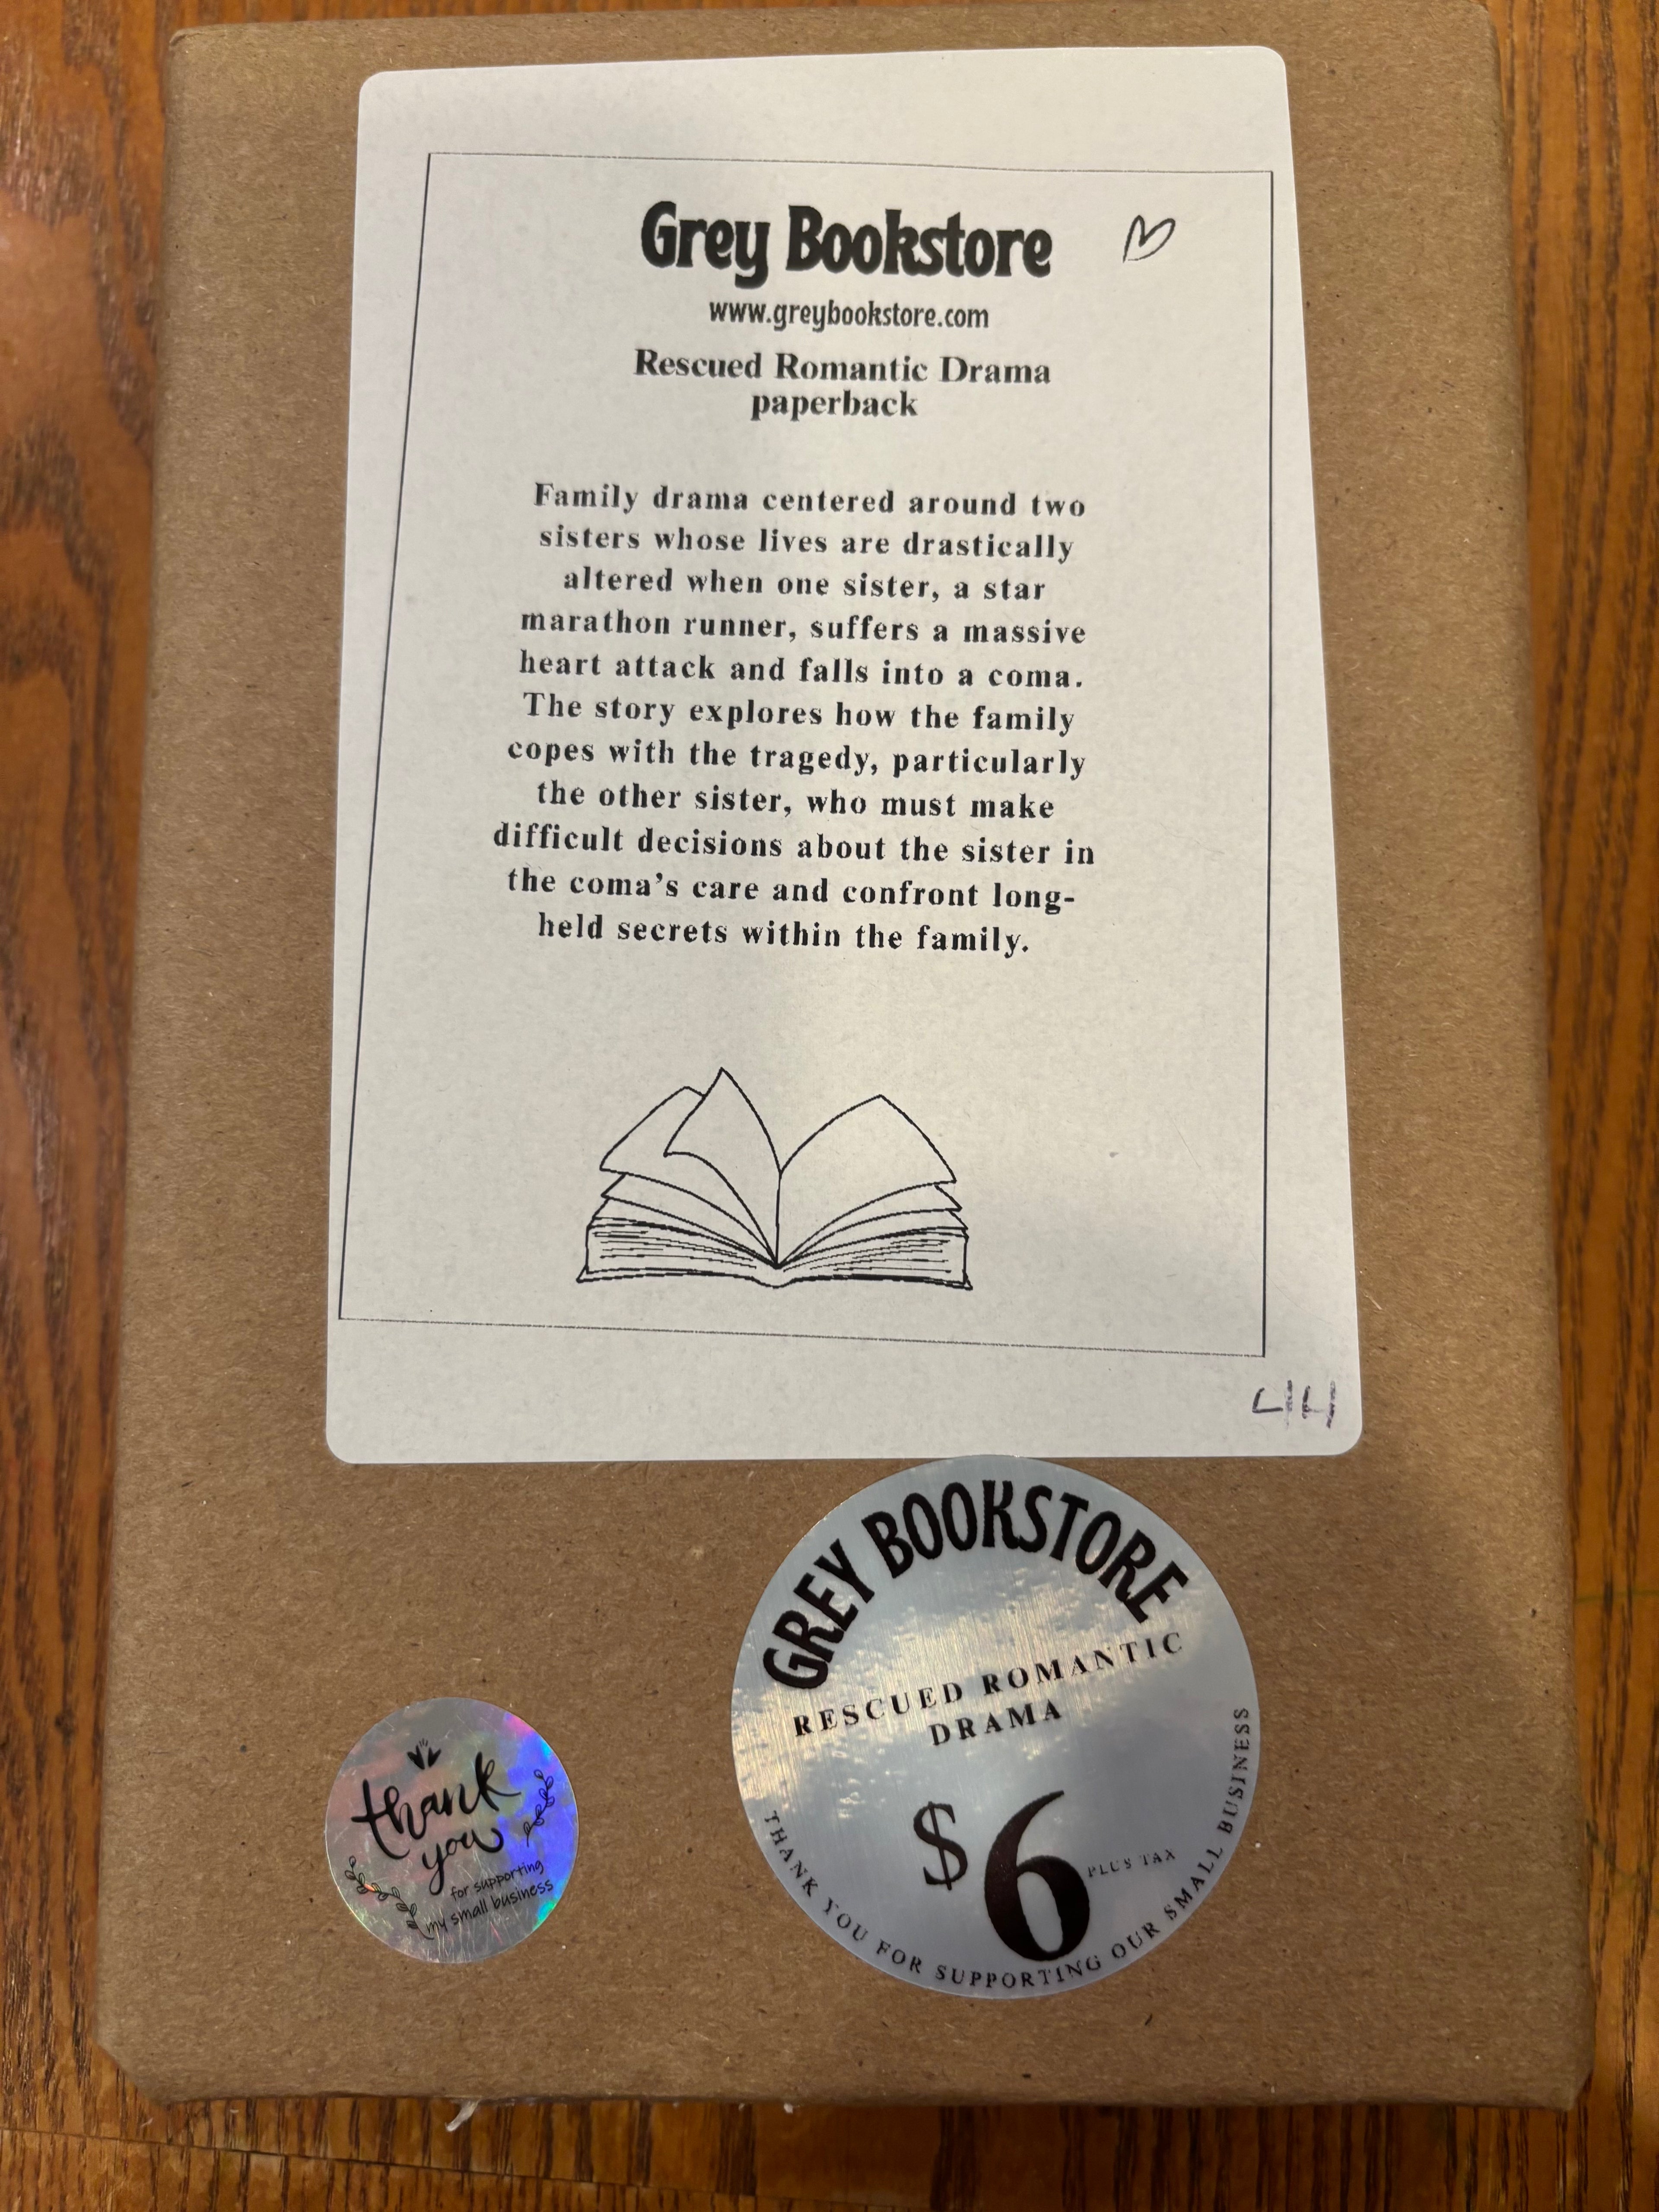 Grey Bookstore
www.greybookstore.com
Rescued Romantic Drama
paperback
Family drama centered around two
sisters whose lives are drastically
altered when one sister, a star
marathon runner, suffers a massive
heart attack and falls into a coma.
The story explores how the family
copes with the tragedy, particularly
the other sister, who must make
difficult decisions about the sister in
the coma’s care and confront long-
held secrets within the family.
44
GREY BOOKSTORE
RESCUED ROMANTIC
DRAMA
$6 PLUS TAX
THANK YOU FOR SUPPORTING OUR SMALL BUSINESS
thank
you
for supporting
my small business